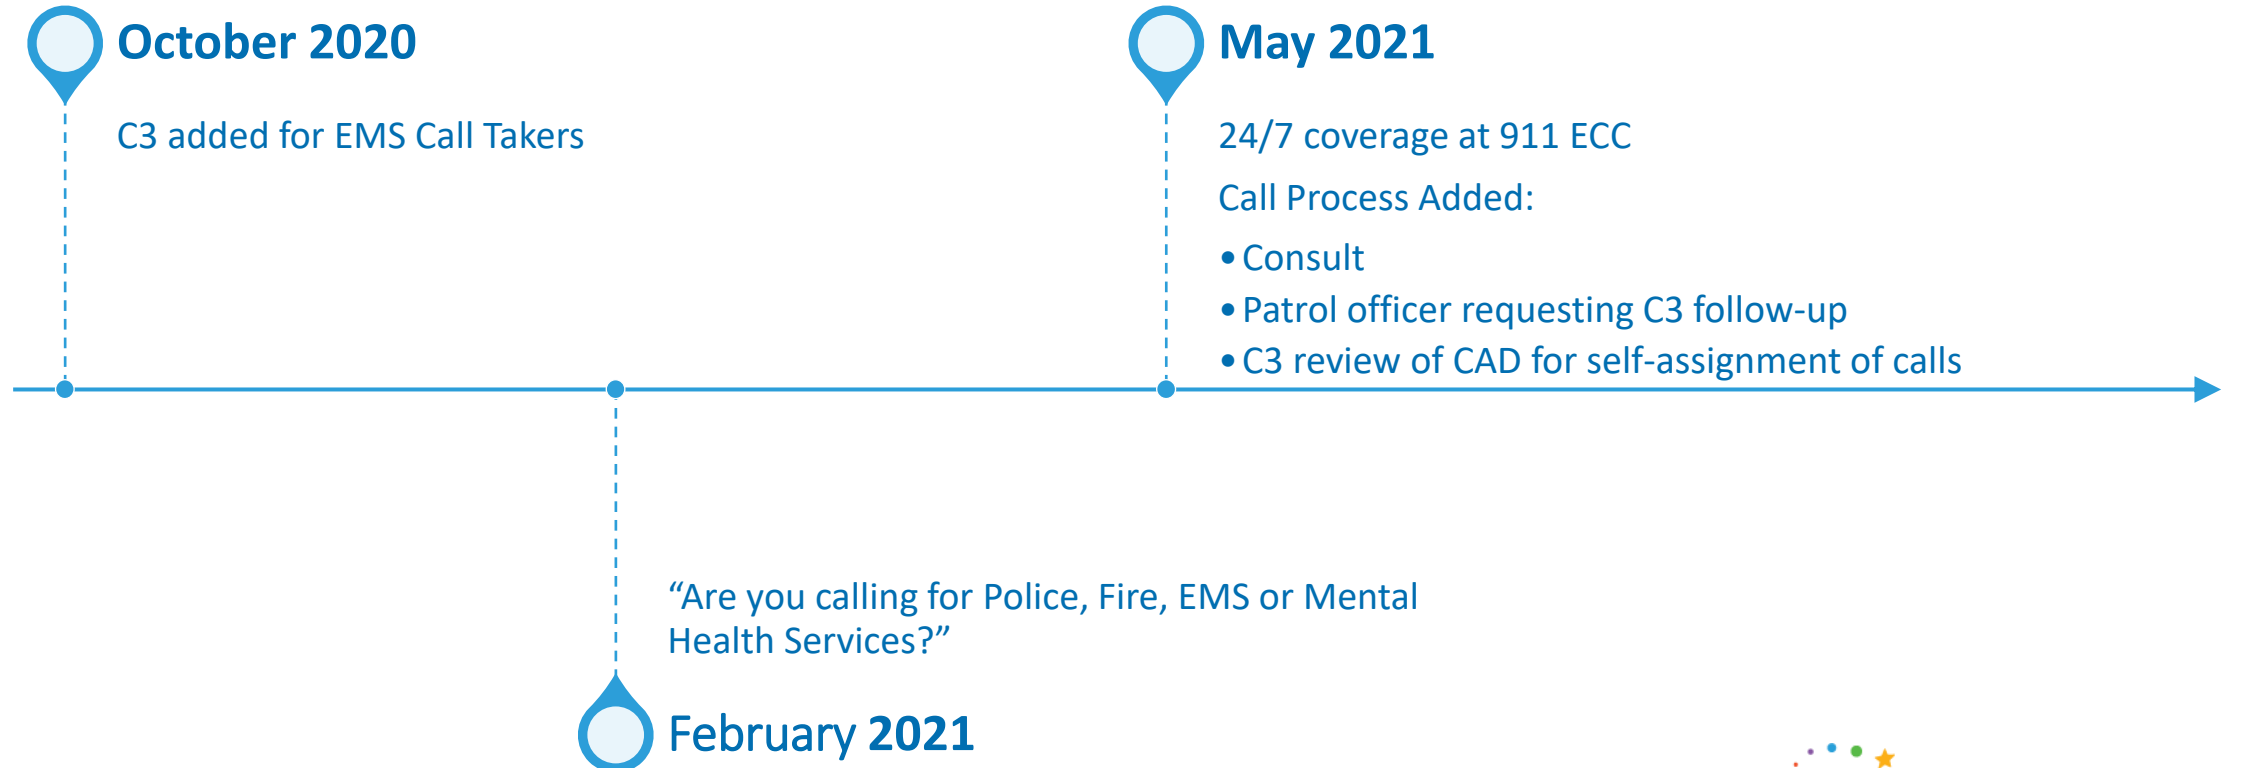 October 2020
C3 added for EMS Call Takers
“Are you calling for Police, Fire, EMS or Mental
Health Services?”
February 2021
May 2021
24/7 coverage at 911 ECC
Call Process Added:
• Consult
• Patrol officer requesting C3 follow-up
• C3 review of CAD for self-assignment of calls